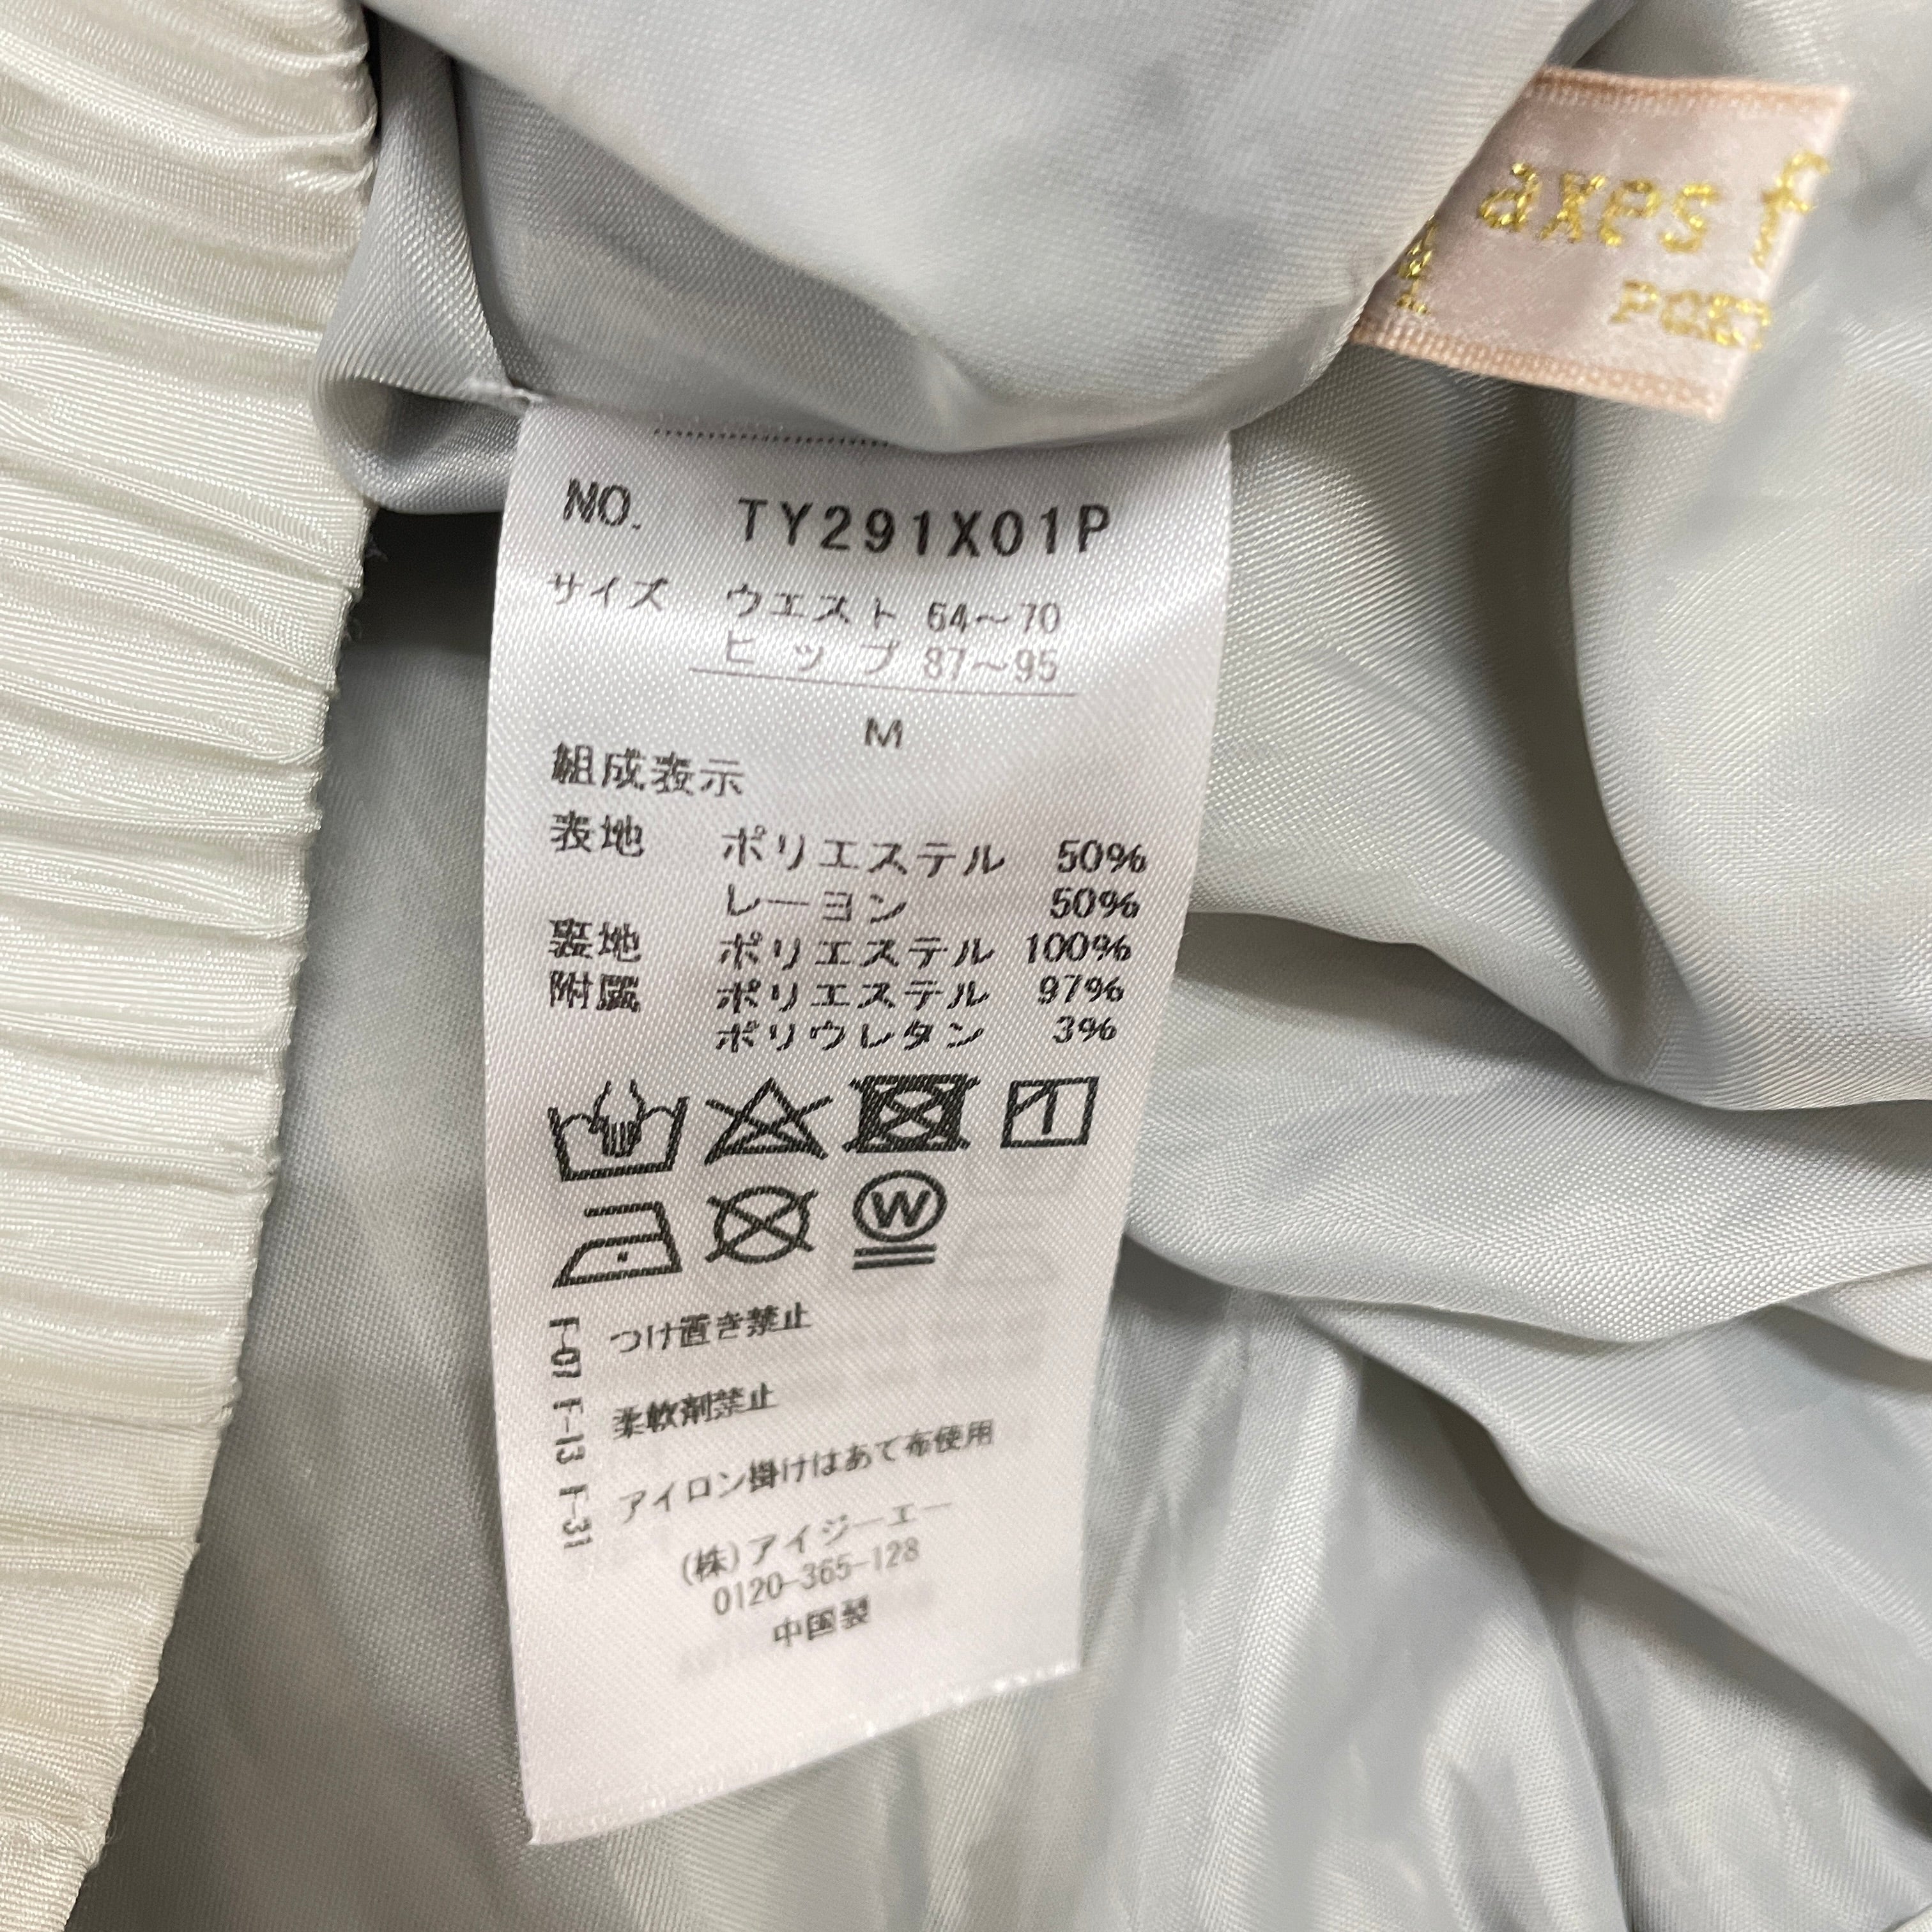 axes f
POET
NO. TY291X01P
サイズ ウエスト 64～70
ヒップ 87～95
M
組成表示
表地 ポリエステル 50%
レーヨン 50%
裏地 ポリエステル 100%
附属 ポリエステル 97%
ポリウレタン 3%
W
F-07 つけ置き禁止
F-13 柔軟剤禁止
F-31 アイロン掛けはあて布使用
(株)アイジーエー
0120-365-128
中国製